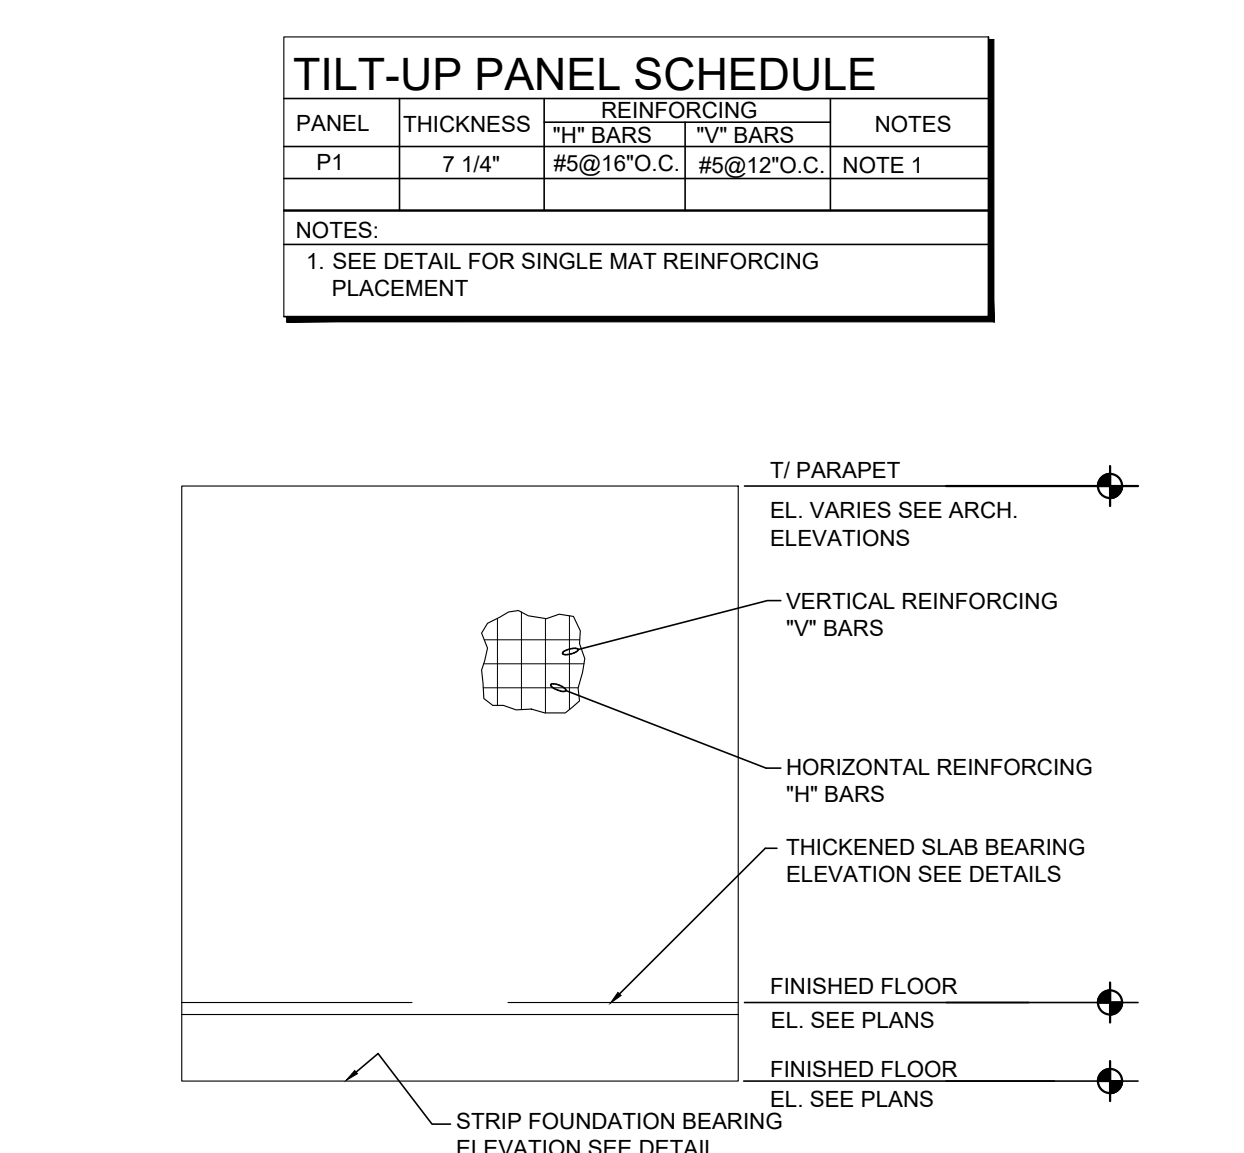 TILT-UP PANEL SCHEDULE
PANEL THICKNESS REINFORCING NOTES
"H" BARS "V" BARS
P1 7 1/4" #5@16"O.C. #5@12"O.C. NOTE 1
NOTES:
1. SEE DETAIL FOR SINGLE MAT REINFORCING
PLACEMENT
T/ PARAPET
EL. VARIES SEE ARCH.
ELEVATIONS
VERTICAL REINFORCING
"V" BARS
HORIZONTAL REINFORCING
"H" BARS
THICKENED SLAB BEARING
ELEVATION SEE DETAILS
FINISHED FLOOR
EL. SEE PLANS
FINISHED FLOOR
EL. SEE PLANS
STRIP FOUNDATION BEARING
ELEVATION SEE DETAIL